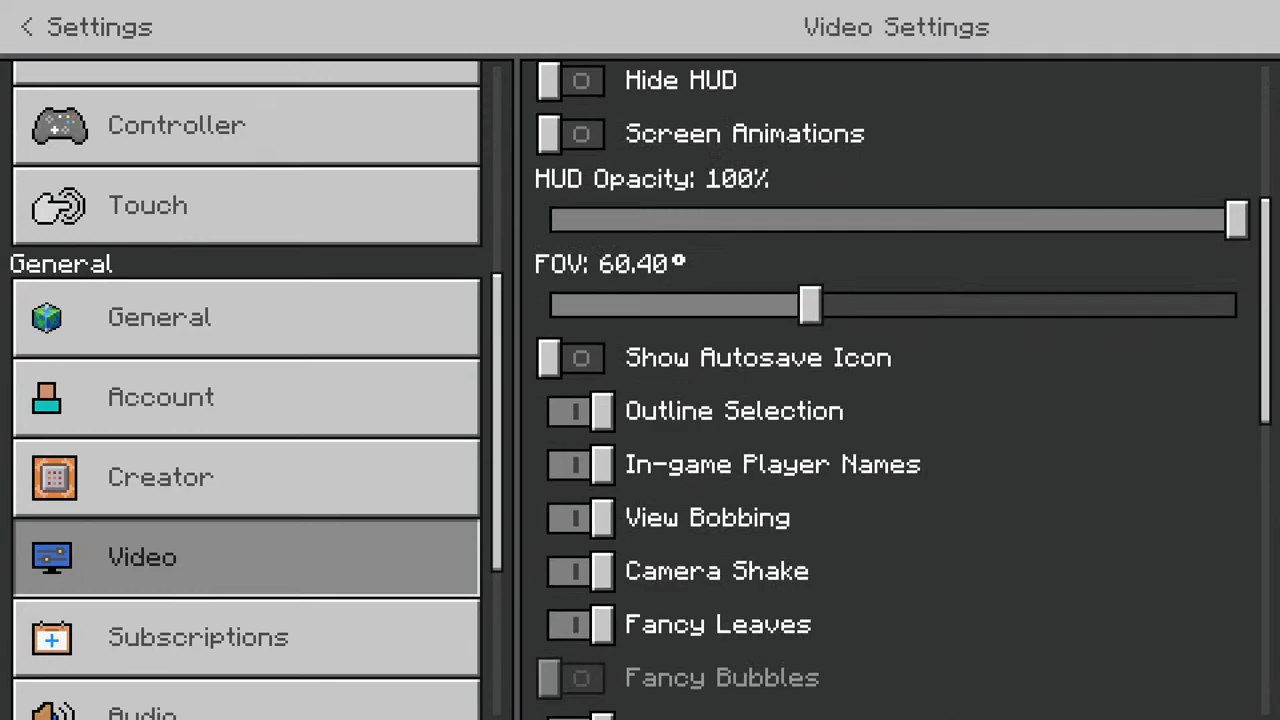 Settings
Video Settings
Controller
Touch
General
General
Account
Creator
Video
Subscriptions
Audio
Hide HUD
Screen Animations
HUD Opacity: 100%
FOV: 60.40°
Show Autosave Icon
Outline Selection
In-game Player Names
View Bobbing
Camera Shake
Fancy Leaves
Fancy Bubbles